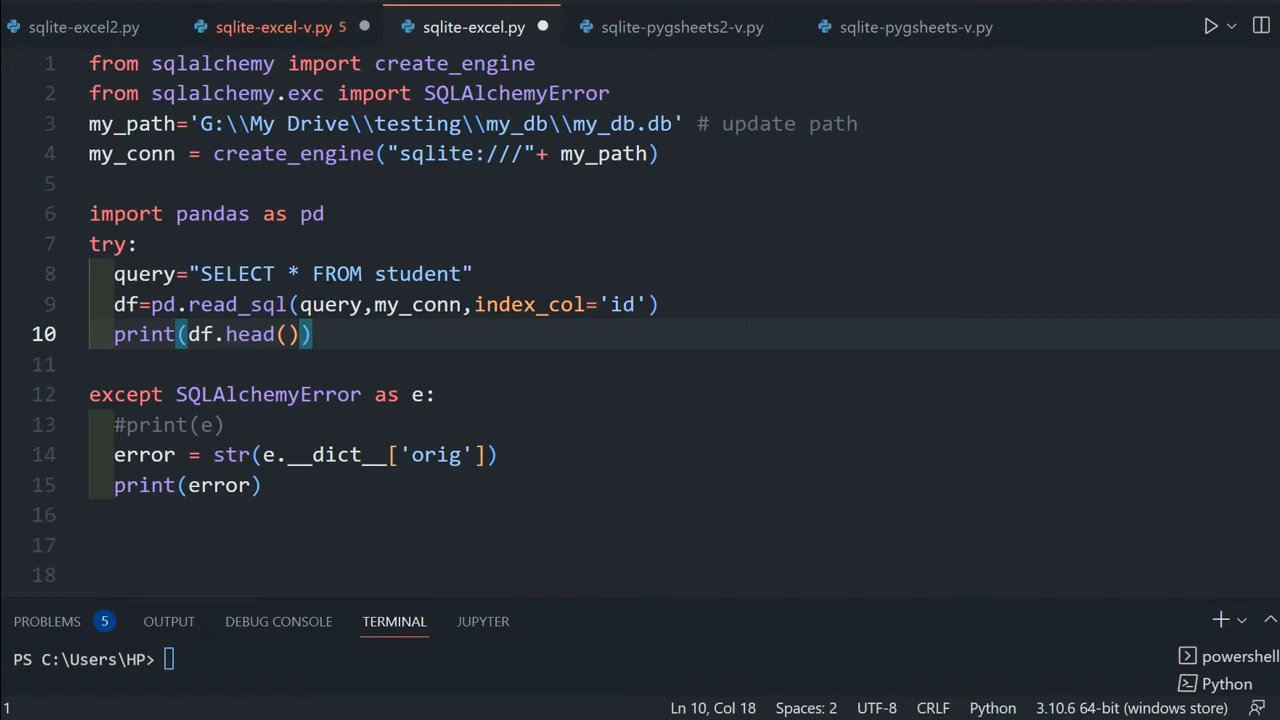 sqlite-excel2.py sqlite-excel-v.py 5 sqlite-excel.py sqlite-pygsheets2-v.py sqlite-pygsheets-v.py
1 from sqlalchemy import create_engine
2 from sqlalchemy.exc import SQLAlchemyError
3 my_path='G:\\My Drive\\testing\\my_db\\my_db.db' # update path
4 my_conn = create_engine("sqlite:///"+ my_path)
5
6 import pandas as pd
7 try:
8 query="SELECT * FROM student"
9 df=pd.read_sql(query,my_conn,index_col='id')
10 print(df.head())
11
12 except SQLAlchemyError as e:
13 #print(e)
14 error = str(e.__dict__['orig'])
15 print(error)
16
17
18
PROBLEMS 5 OUTPUT DEBUG CONSOLE TERMINAL JUPYTER
PS C:\Users\HP>
powershell
Python
1 Ln 10, Col 18 Spaces: 2 UTF-8 CRLF Python 3.10.6 64-bit (windows store)